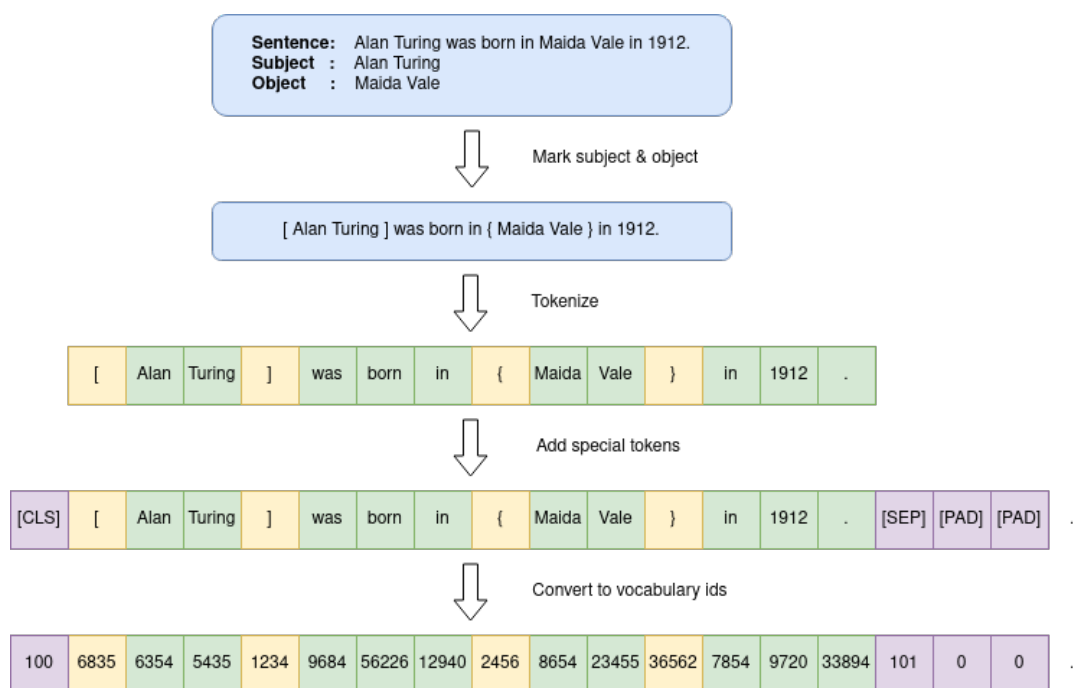 Sentence: Alan Turing was born in Maida Vale in 1912.
Subject : Alan Turing
Object : Maida Vale
Mark subject & object
[ Alan Turing ] was born in { Maida Vale } in 1912.
Tokenize
[ Alan Turing ] was born in { Maida Vale } in 1912 .
Add special tokens
[CLS] [ Alan Turing ] was born in { Maida Vale } in 1912 . [SEP] [PAD] [PAD] .
Convert to vocabulary ids
100 6835 6354 5435 1234 9684 56226 12940 2456 8654 23455 36562 7854 9720 33894 101 0 0 .